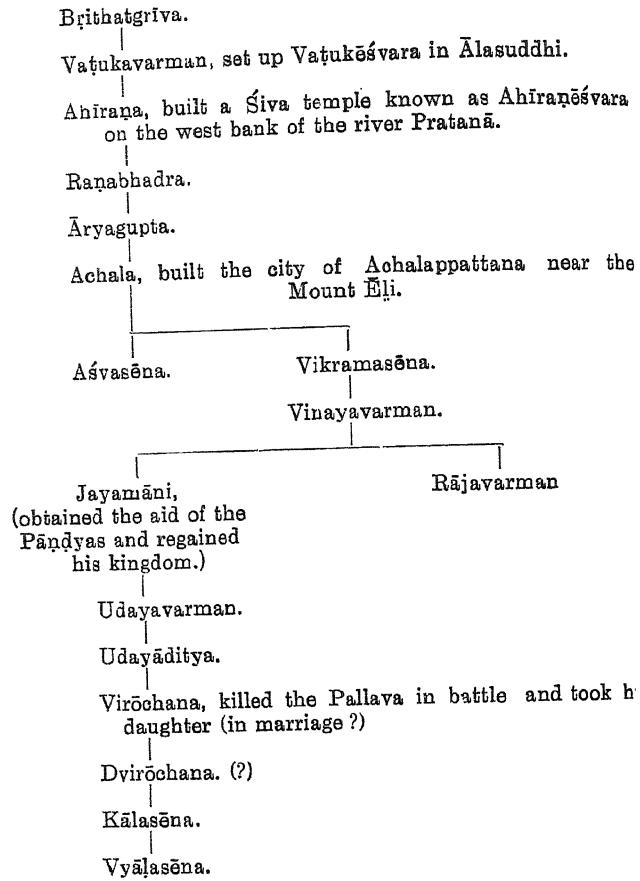 Bṛithatgrīva.
Vaṭukavarman, set up Vaṭukēśvara in Ālasuddhi.
Ahīraṇa, built a Śiva temple known as Ahīraṇēśvara
on the west bank of the river Pratanā.
Raṇabhadra.
Āryagupta.
Achala, built the city of Achalappattana near the
Mount Ēḷi.
Aśvasēna. Vikramasēna.
Vinayavarman.
Jayamāni, Rājavarman
(obtained the aid of the
Pāṇḍyas and regained
his kingdom.)
Udayavarman.
Udayāditya.
Virōchana, killed the Pallava in battle and took
daughter (in marriage ?)
Dvirōchana. (?)
Kālasēna.
Vyāḷasēna.